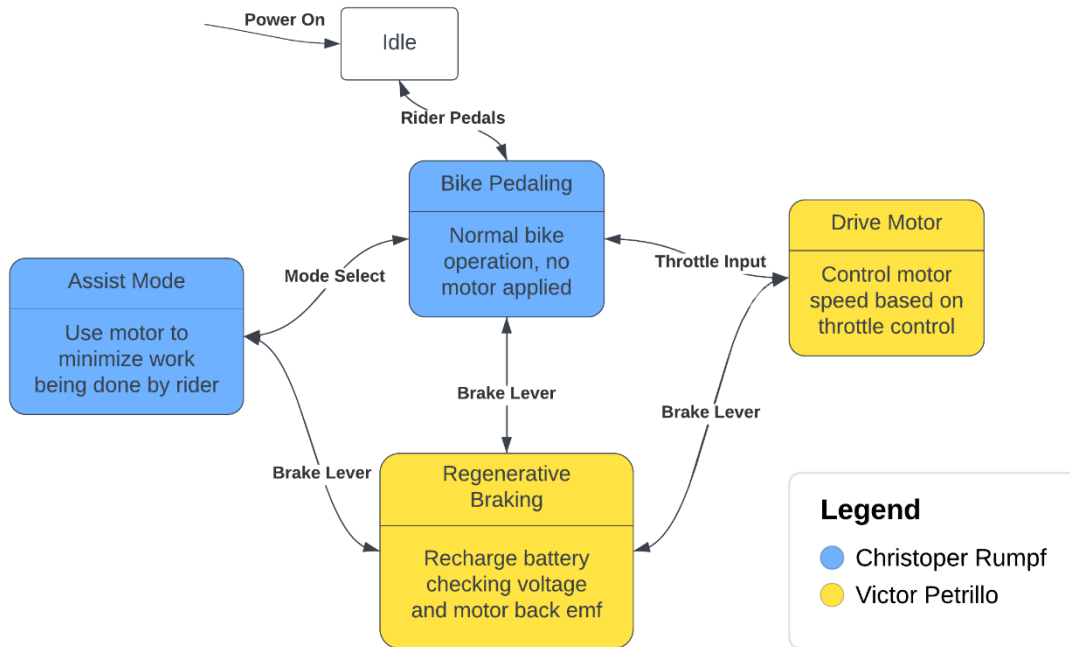 Power On
Idle
Rider Pedals
Bike Pedaling
Normal bike
operation, no
motor applied
Drive Motor
Control motor
speed based on
throttle control
Throttle Input
Mode Select
Assist Mode
Use motor to
minimize work
being done by rider
Brake Lever
Brake Lever
Brake Lever
Regenerative
Braking
Recharge battery
checking voltage
and motor back emf
Legend
Christoper Rumpf
Victor Petrillo